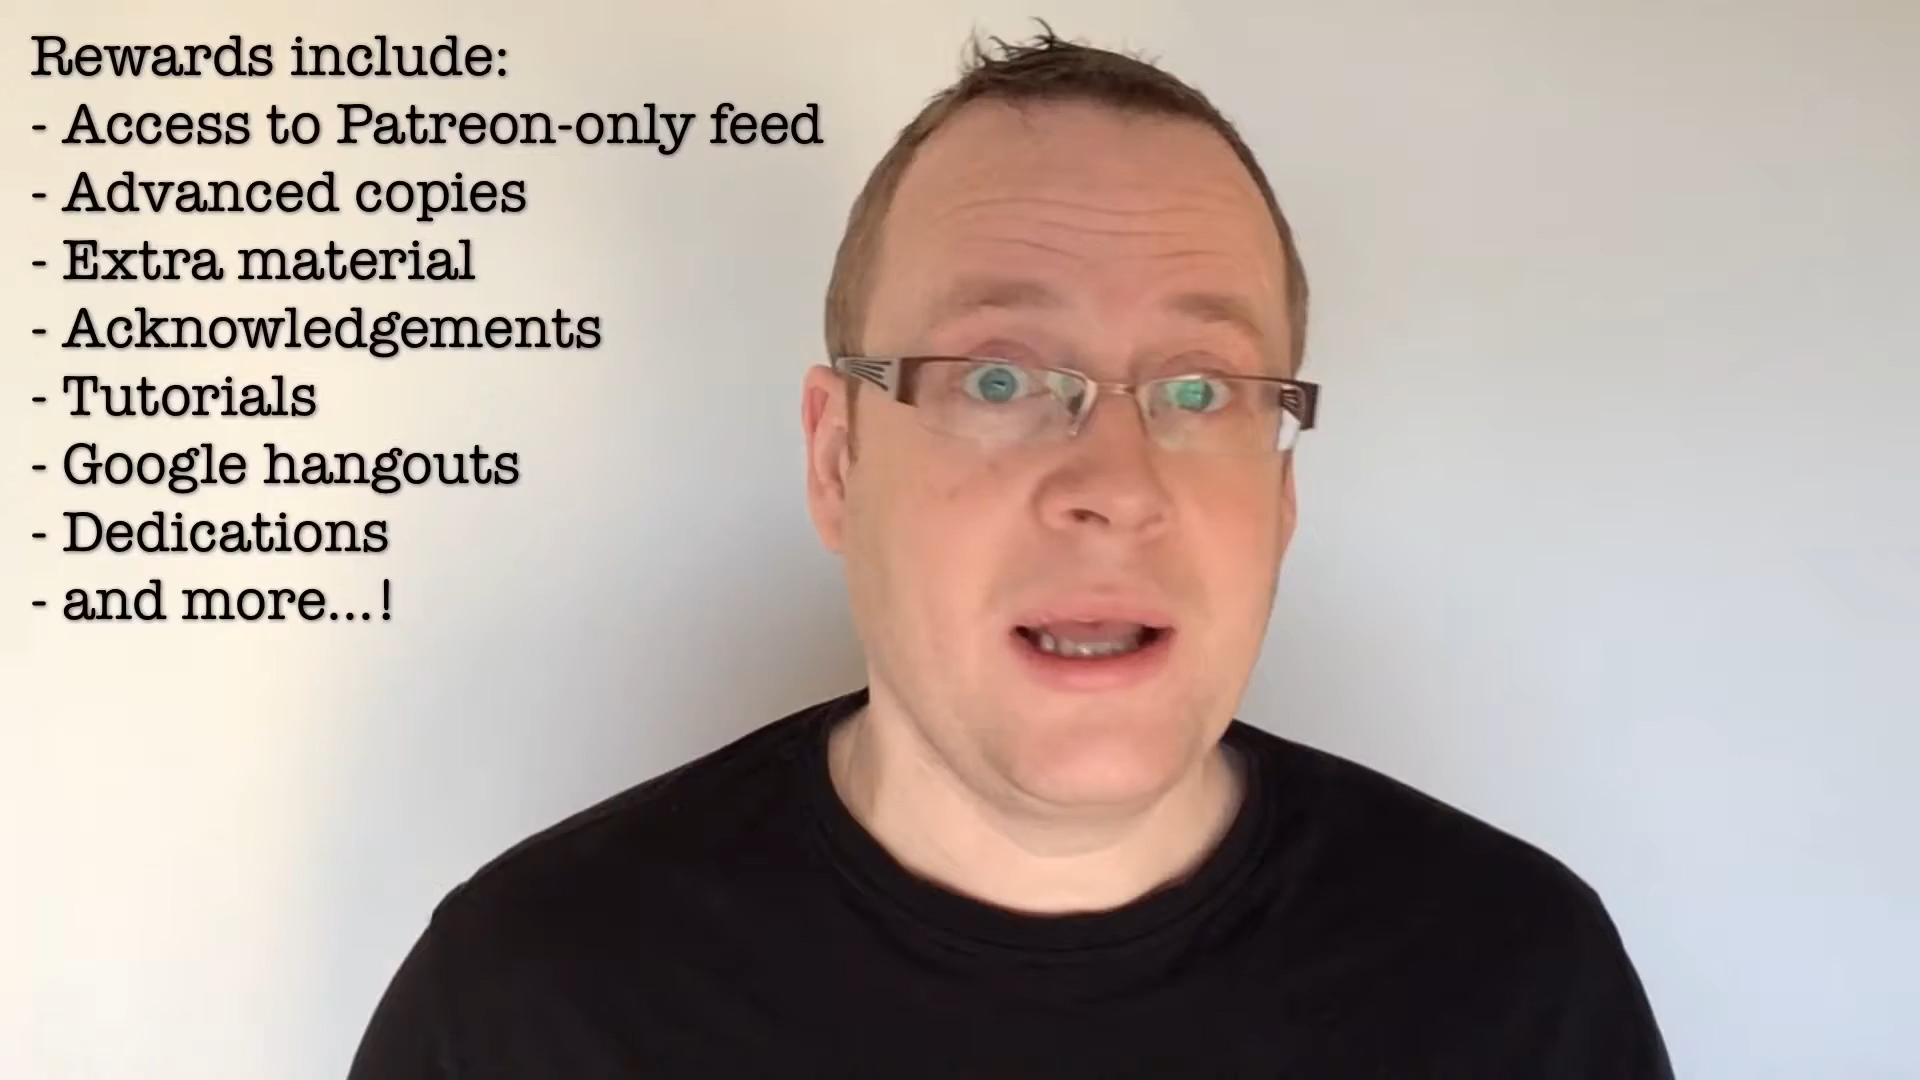 Rewards include:
- Access to Patreon-only feed
- Advanced copies
- Extra material
- Acknowledgements
- Tutorials
- Google hangouts
- Dedications
- and more...!